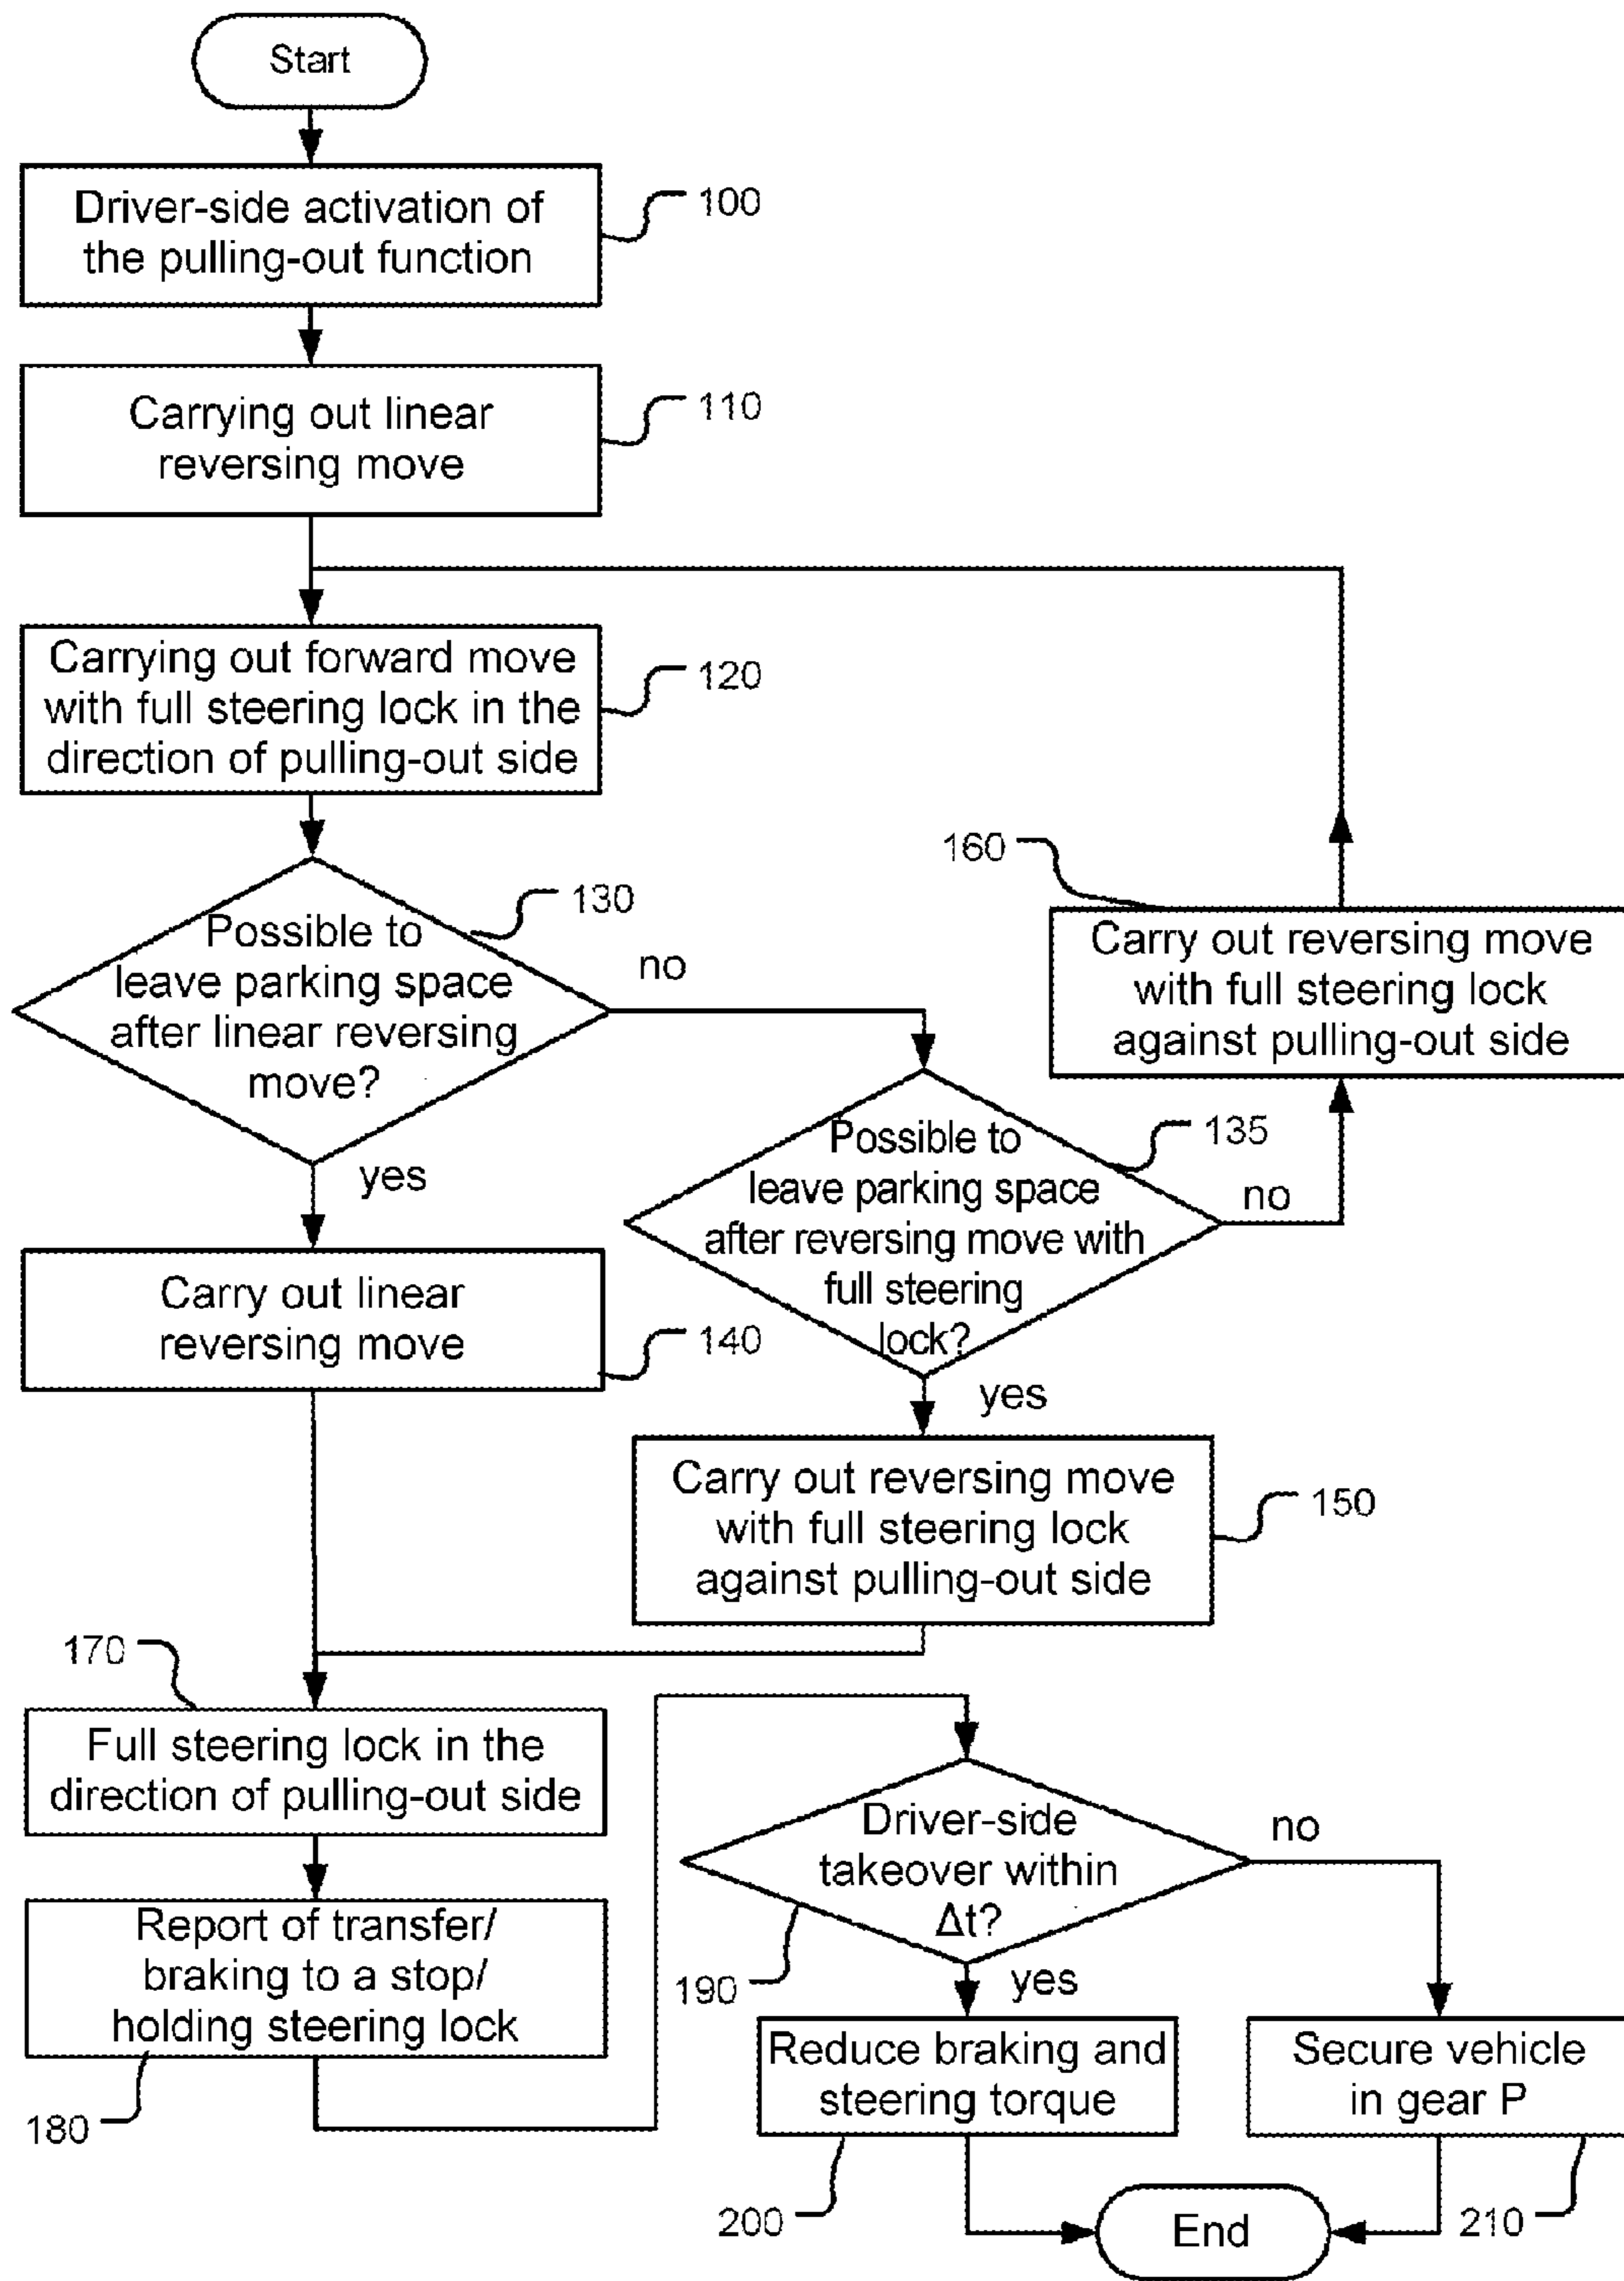 Start
Driver-side activation of
the pulling-out function
100
Carrying out linear
reversing move
110
Carrying out forward move
with full steering lock in the
direction of pulling-out side
120
Possible to
leave parking space
after linear reversing
move?
130
no
yes
160
Carry out reversing move
with full steering lock
against pulling-out side
Possible to
leave parking space
after reversing move with
full steering
lock?
135
no
yes
Carry out linear
reversing move
140
Carry out reversing move
with full steering lock
against pulling-out side
150
170
Full steering lock in the
direction of pulling-out side
Report of transfer/
braking to a stop/
holding steering lock
180
Driver-side
takeover within
Δt?
190
no
yes
Reduce braking and
steering torque
200
Secure vehicle
in gear P
210
End